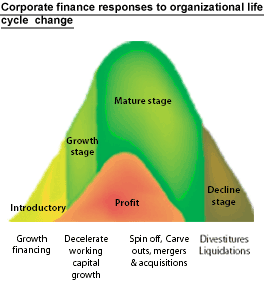 Corporate finance responses to organizational life
cycle change
Mature stage
Growth
stage
Decline
stage
Introductory
Profit
Growth
financing
Decelerate
working
capital
growth
Spin off, Carve
outs, mergers
& acquisitions
Divestitures
Liquidations